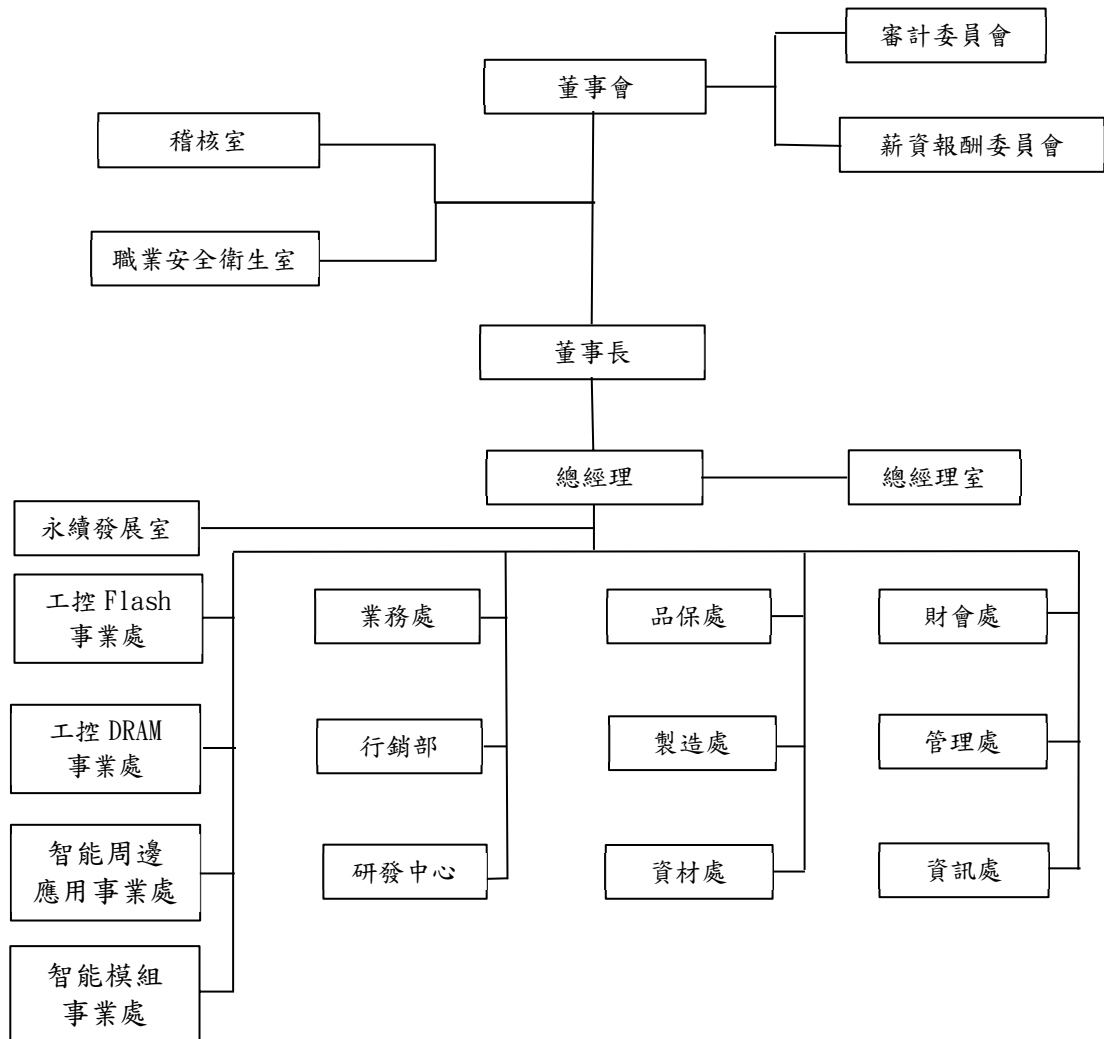 審計委員會
董事會
稽核室
薪資報酬委員會
職業安全衛生室
董事長
總經理
總經理室
永續發展室
工控 Flash
事業處
業務處
品保處
財會處
工控 DRAM
事業處
行銷部
製造處
管理處
智能周邊
應用事業處
研發中心
資材處
資訊處
智能模組
事業處